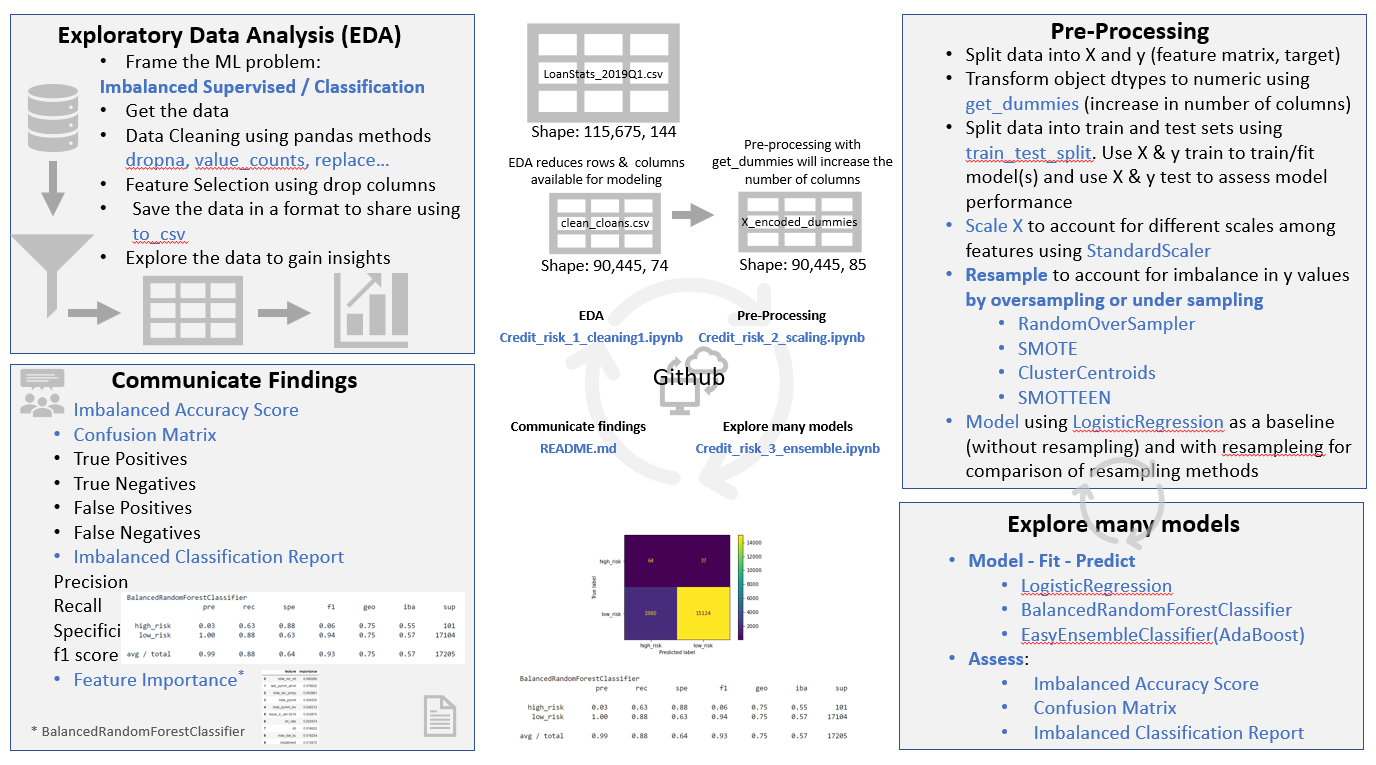 Exploratory Data Analysis (EDA)
• Frame the ML problem:
Imbalanced Supervised / Classification
• Get the data
• Data Cleaning using pandas methods
dropna, value_counts, replace…
• Feature Selection using drop columns
• Save the data in a format to share using
to_csv
• Explore the data to gain insights
Communicate Findings
Imbalanced Accuracy Score
• Confusion Matrix
• True Positives
• True Negatives
• False Positives
• False Negatives
• Imbalanced Classification Report
Precision
Recall
Specifici
f1 score
BalancedRandomForestClassifier
pre rec spe f1 geo iba sup
high_risk 0.03 0.63 0.88 0.06 0.75 0.55 101
low_risk 1.00 0.88 0.63 0.94 0.75 0.57 17104
avg / total 0.99 0.88 0.64 0.93 0.75 0.57 17205
• Feature Importance*
feature importance
* BalancedRandomForestClassifier
LoanStats_2019Q1.csv
Shape: 115,675, 144
EDA reduces rows & columns
available for modeling
clean_cloans.csv
Shape: 90,445, 74
Pre-processing with
get_dummies will increase the
number of columns
X_encoded_dummies
Shape: 90,445, 85
EDA
Credit_risk_1_cleaning1.ipynb
Pre-Processing
Credit_risk_2_scaling.ipynb
Github
Communicate findings
README.md
Explore many models
Credit_risk_3_ensemble.ipynb
True label
high_risk
low_risk
64 37
1980 15124
high_risk low_risk
Predicted label
14000
12000
10000
8000
6000
4000
2000
BalancedRandomForestClassifier
pre rec spe f1 geo iba sup
high_risk 0.03 0.63 0.88 0.06 0.75 0.55 101
low_risk 1.00 0.88 0.63 0.94 0.75 0.57 17104
avg / total 0.99 0.88 0.64 0.93 0.75 0.57 17205
Pre-Processing
• Split data into X and y (feature matrix, target)
• Transform object dtypes to numeric using
get_dummies (increase in number of columns)
• Split data into train and test sets using
train_test_split. Use X & y train to train/fit
model(s) and use X & y test to assess model
performance
• Scale X to account for different scales among
features using StandardScaler
• Resample to account for imbalance in y values
by oversampling or under sampling
• RandomOverSampler
• SMOTE
• ClusterCentroids
• SMOTTEEN
• Model using LogisticRegression as a baseline
(without resampling) and with resampleing for
comparison of resampling methods
Explore many models
• Model - Fit - Predict
• LogisticRegression
• BalancedRandomForestClassifier
• EasyEnsembleClassifier(AdaBoost)
• Assess:
• Imbalanced Accuracy Score
• Confusion Matrix
• Imbalanced Classification Report